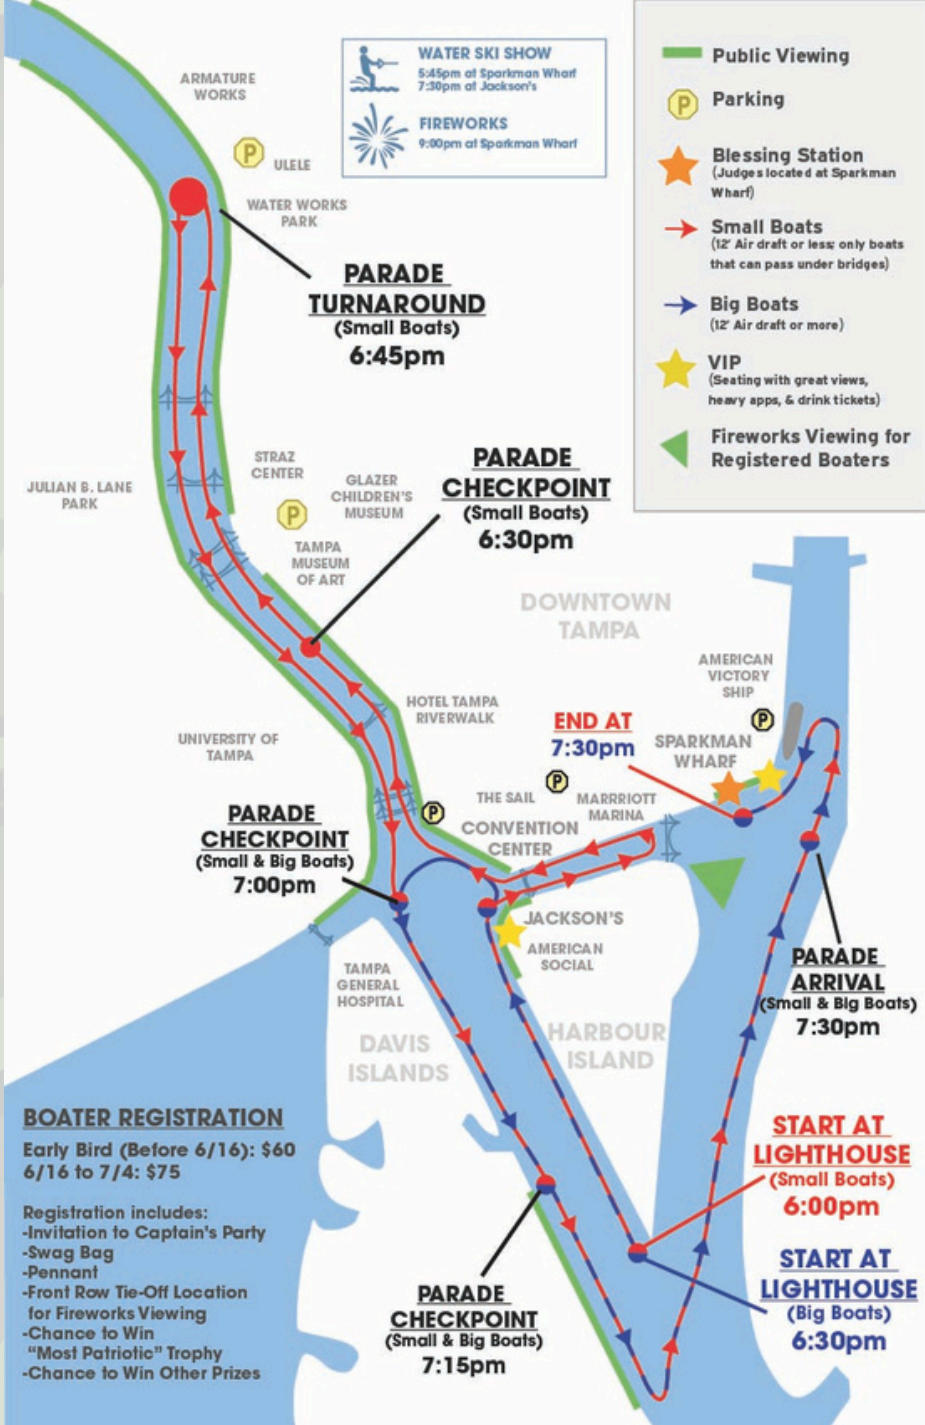 ARMATURE
WORKS
P
ULELE
WATER WORKS
PARK
WATER SKI SHOW
5:45pm at Sparkman Wharf
7:30pm at Jackson's
FIREWORKS
9:00pm at Sparkman Wharf
Public Viewing
P
Parking
Blessing Station
(Judges located at Sparkman
Wharf)
Small Boats
(12' Air draft or less; only boats
that can pass under bridges)
Big Boats
(12' Air draft or more)
VIP
(Seating with great views,
heavy apps, & drink tickets)
Fireworks Viewing for
Registered Boaters
PARADE
TURNAROUND
(Small Boats)
6:45pm
JULIAN B. LANE
PARK
STRAZ
CENTER
P
GLAZER
CHILDREN'S
MUSEUM
TAMPA
MUSEUM
OF ART
PARADE
CHECKPOINT
(Small Boats)
6:30pm
DOWNTOWN
TAMPA
AMERICAN
VICTORY
SHIP
P
HOTEL TAMPA
RIVERWALK
UNIVERSITY OF
TAMPA
END AT
7:30pm
SPARKMAN
WHARF
P
THE SAIL
MARRRIOTT
MARINA
P
CONVENTION
CENTER
PARADE
CHECKPOINT
(Small & Big Boats)
7:00pm
JACKSON'S
AMERICAN
SOCIAL
TAMPA
GENERAL
HOSPITAL
DAVIS
ISLANDS
HARBOUR
ISLAND
PARADE
ARRIVAL
(Small & Big Boats)
7:30pm
BOATER REGISTRATION
Early Bird (Before 6/16): $60
6/16 to 7/4: $75
Registration includes:
-Invitation to Captain's Party
-Swag Bag
-Pennant
-Front Row Tie-Off Location
for Fireworks Viewing
-Chance to Win
"Most Patriotic" Trophy
-Chance to Win Other Prizes
START AT
LIGHTHOUSE
(Small Boats)
6:00pm
START AT
LIGHTHOUSE
(Big Boats)
6:30pm
PARADE
CHECKPOINT
(Small & Big Boats)
7:15pm